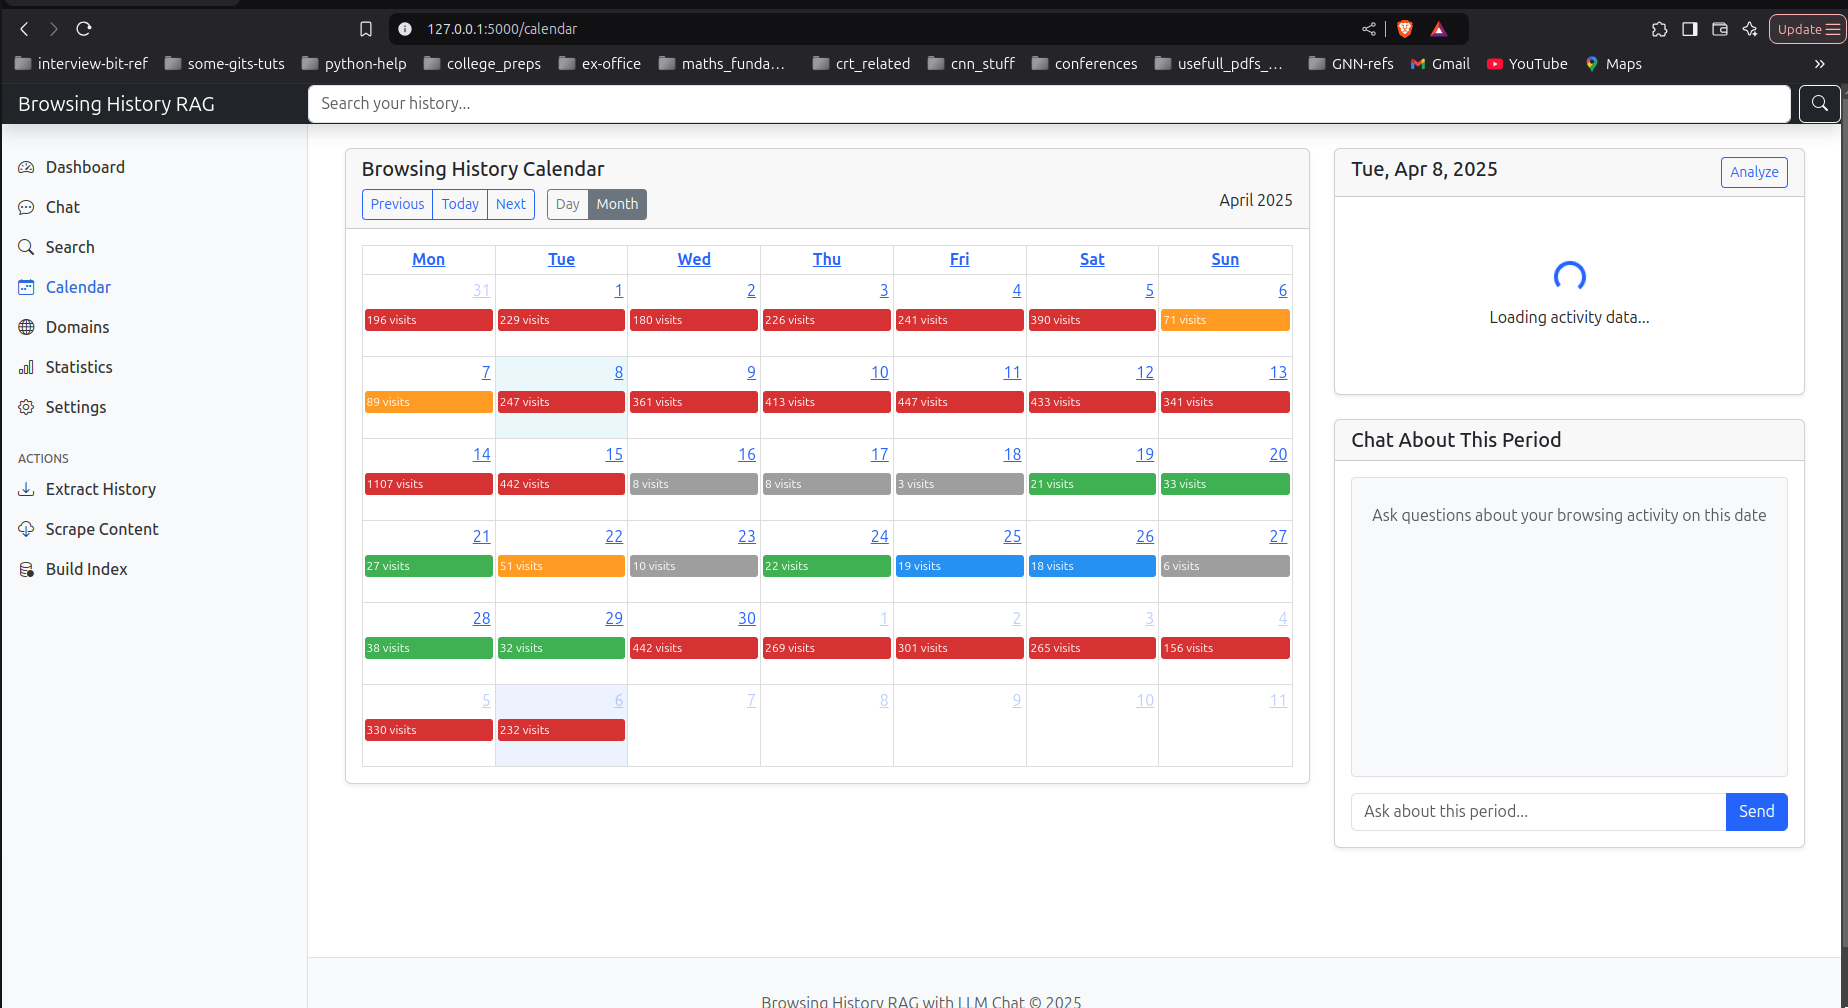 127.0.0.1:5000/calendar
Update
interview-bit-ref some-gits-tuts python-help college_preps ex-office maths_funda... crt_related cnn_stuff conferences usefull_pdfs_... GNN-refs Gmail YouTube Maps »
Browsing History RAG
Search your history...
Dashboard
Chat
Search
Calendar
Domains
Statistics
Settings
ACTIONS
Extract History
Scrape Content
Build Index
Browsing History Calendar
Previous Today Next Day Month
April 2025
Mon Tue Wed Thu Fri Sat Sun
31 1 2 3 4 5 6
196 visits 229 visits 180 visits 226 visits 241 visits 390 visits 71 visits
7 8 9 10 11 12 13
89 visits 247 visits 361 visits 413 visits 447 visits 433 visits 341 visits
14 15 16 17 18 19 20
1107 visits 442 visits 8 visits 8 visits 3 visits 21 visits 33 visits
21 22 23 24 25 26 27
27 visits 51 visits 10 visits 22 visits 19 visits 18 visits 6 visits
28 29 30 1 2 3 4
38 visits 32 visits 442 visits 269 visits 301 visits 265 visits 156 visits
5 6 7 8 9 10 11
330 visits 232 visits
Tue, Apr 8, 2025
Analyze
Loading activity data...
Chat About This Period
Ask questions about your browsing activity on this date
Ask about this period...
Send
Browsing History RAG with LLM Chat © 2025